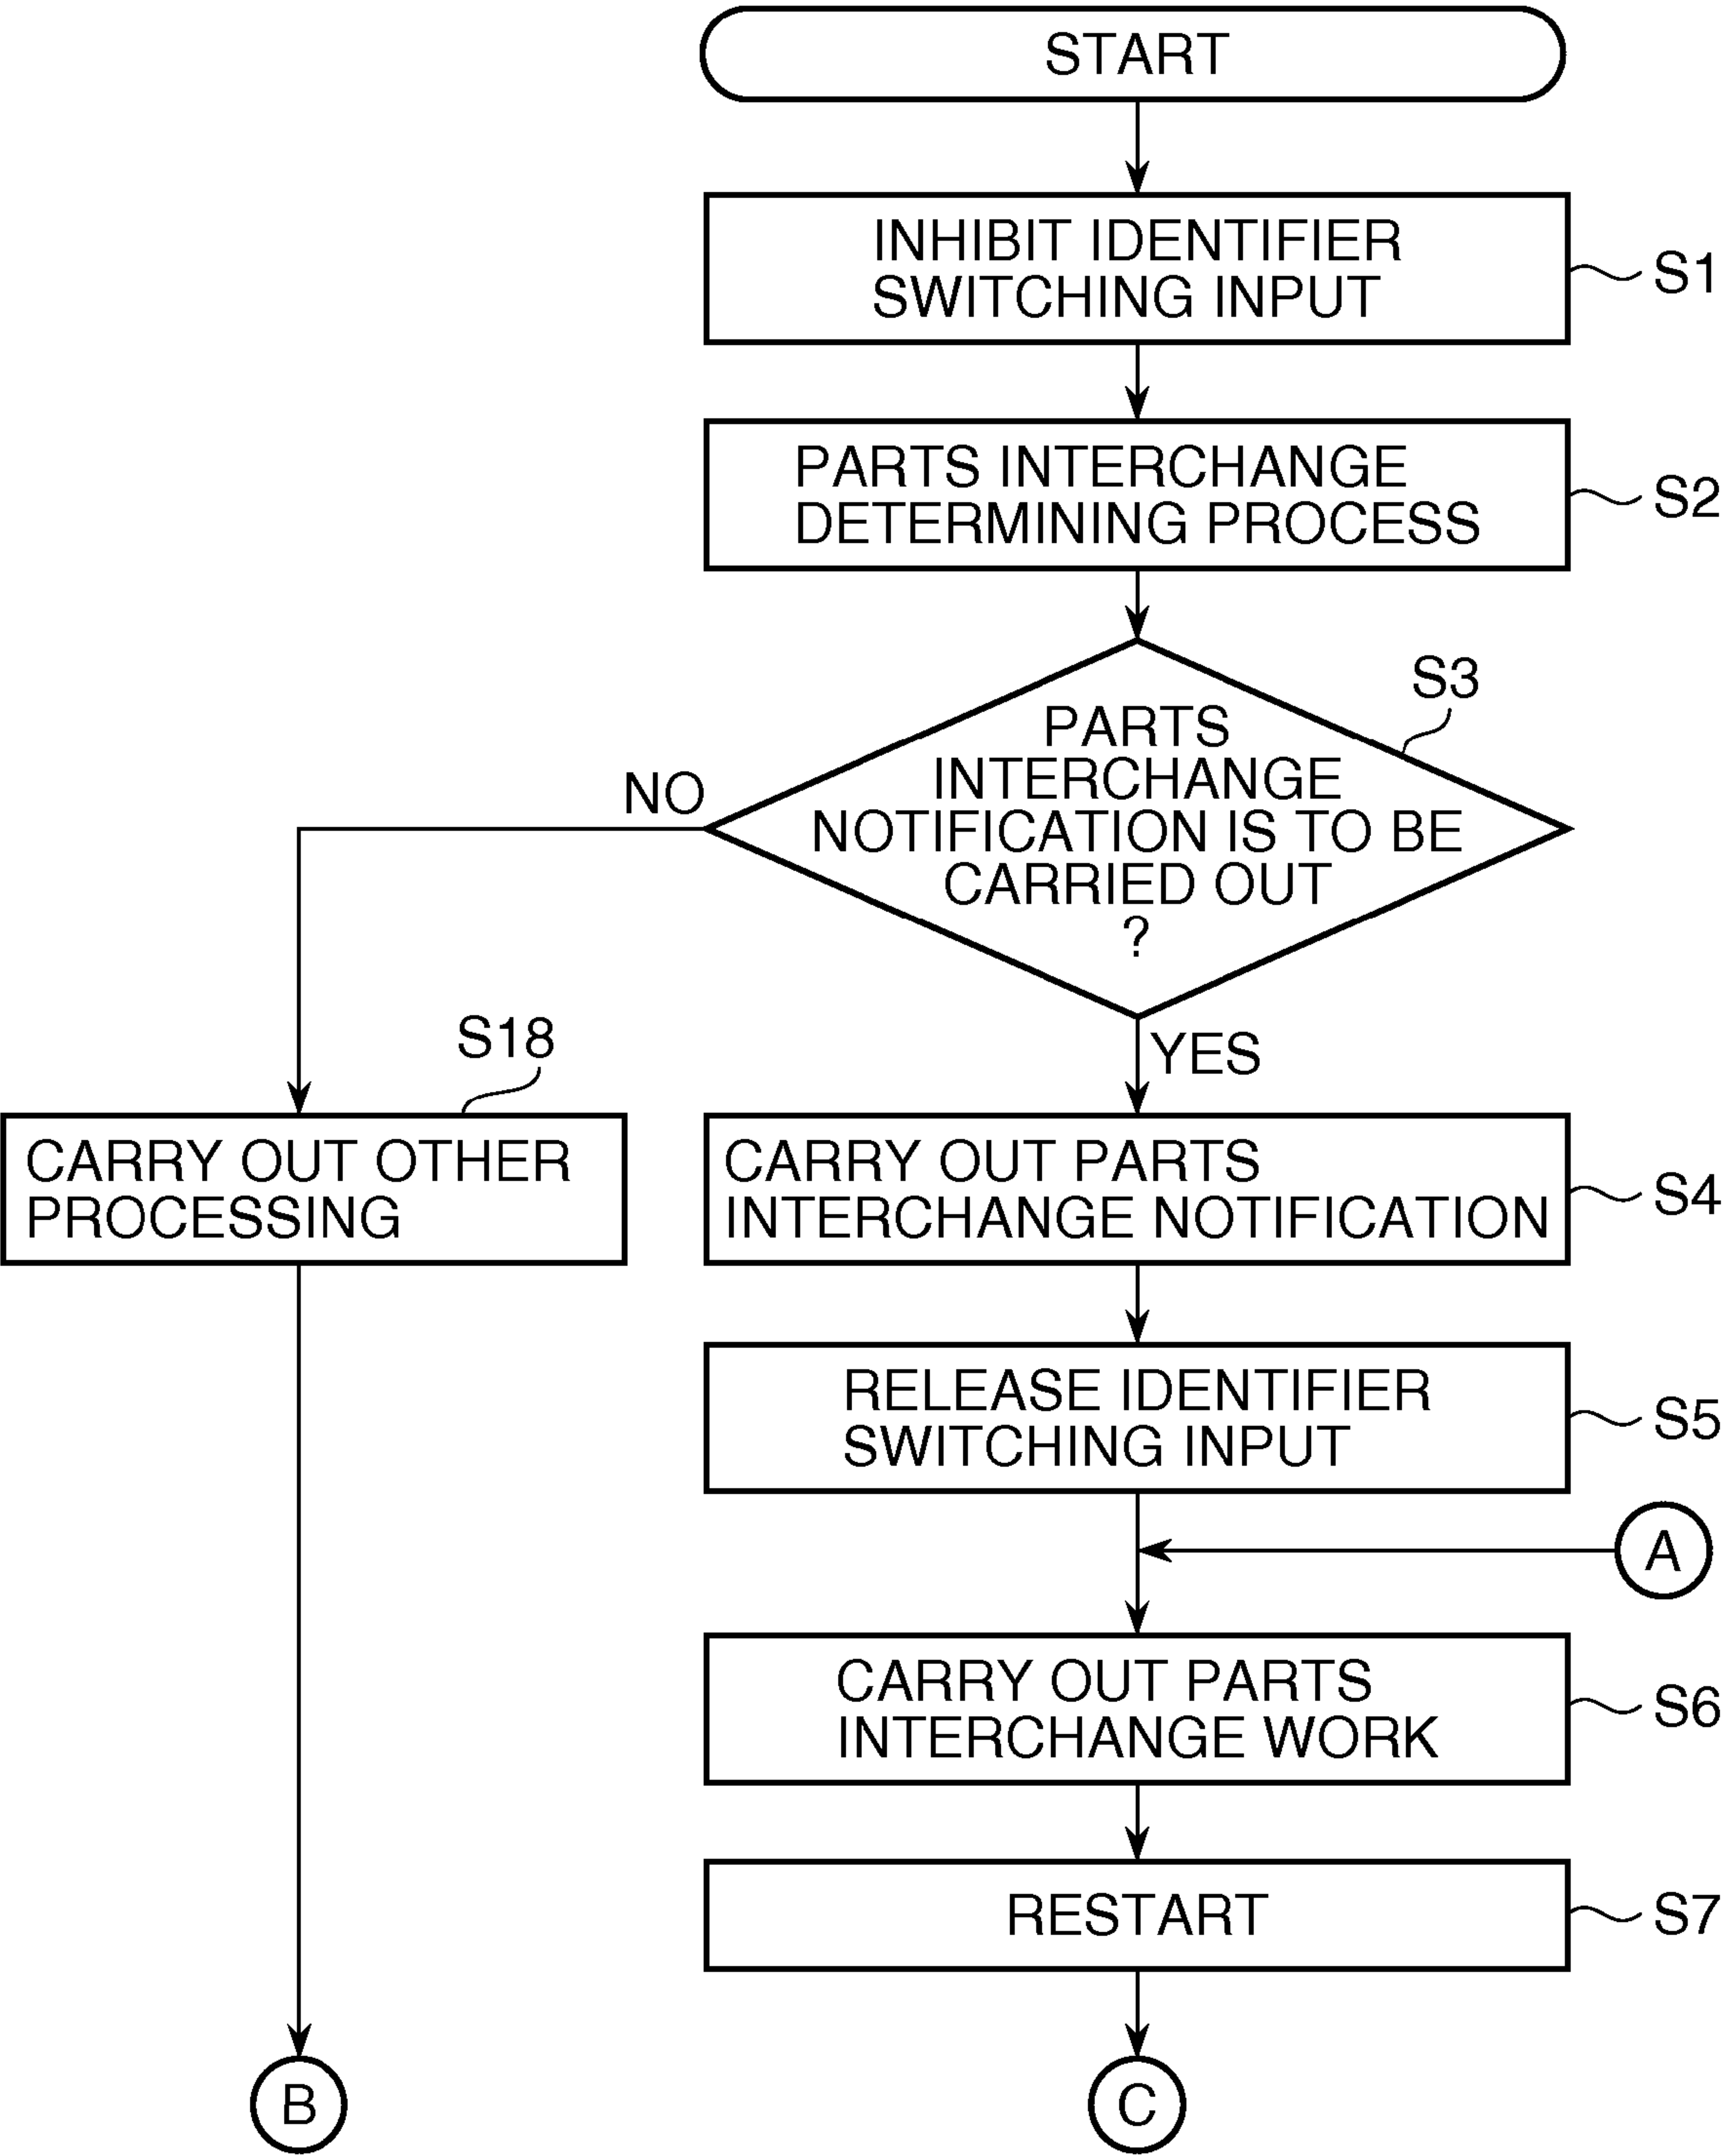 START
INHIBIT IDENTIFIER
SWITCHING INPUT
S1
PARTS INTERCHANGE
DETERMINING PROCESS
S2
S3
PARTS
INTERCHANGE
NOTIFICATION IS TO BE
CARRIED OUT
?
NO
YES
S18
CARRY OUT OTHER
PROCESSING
CARRY OUT PARTS
INTERCHANGE NOTIFICATION
S4
RELEASE IDENTIFIER
SWITCHING INPUT
S5
A
CARRY OUT PARTS
INTERCHANGE WORK
S6
RESTART
S7
B
C